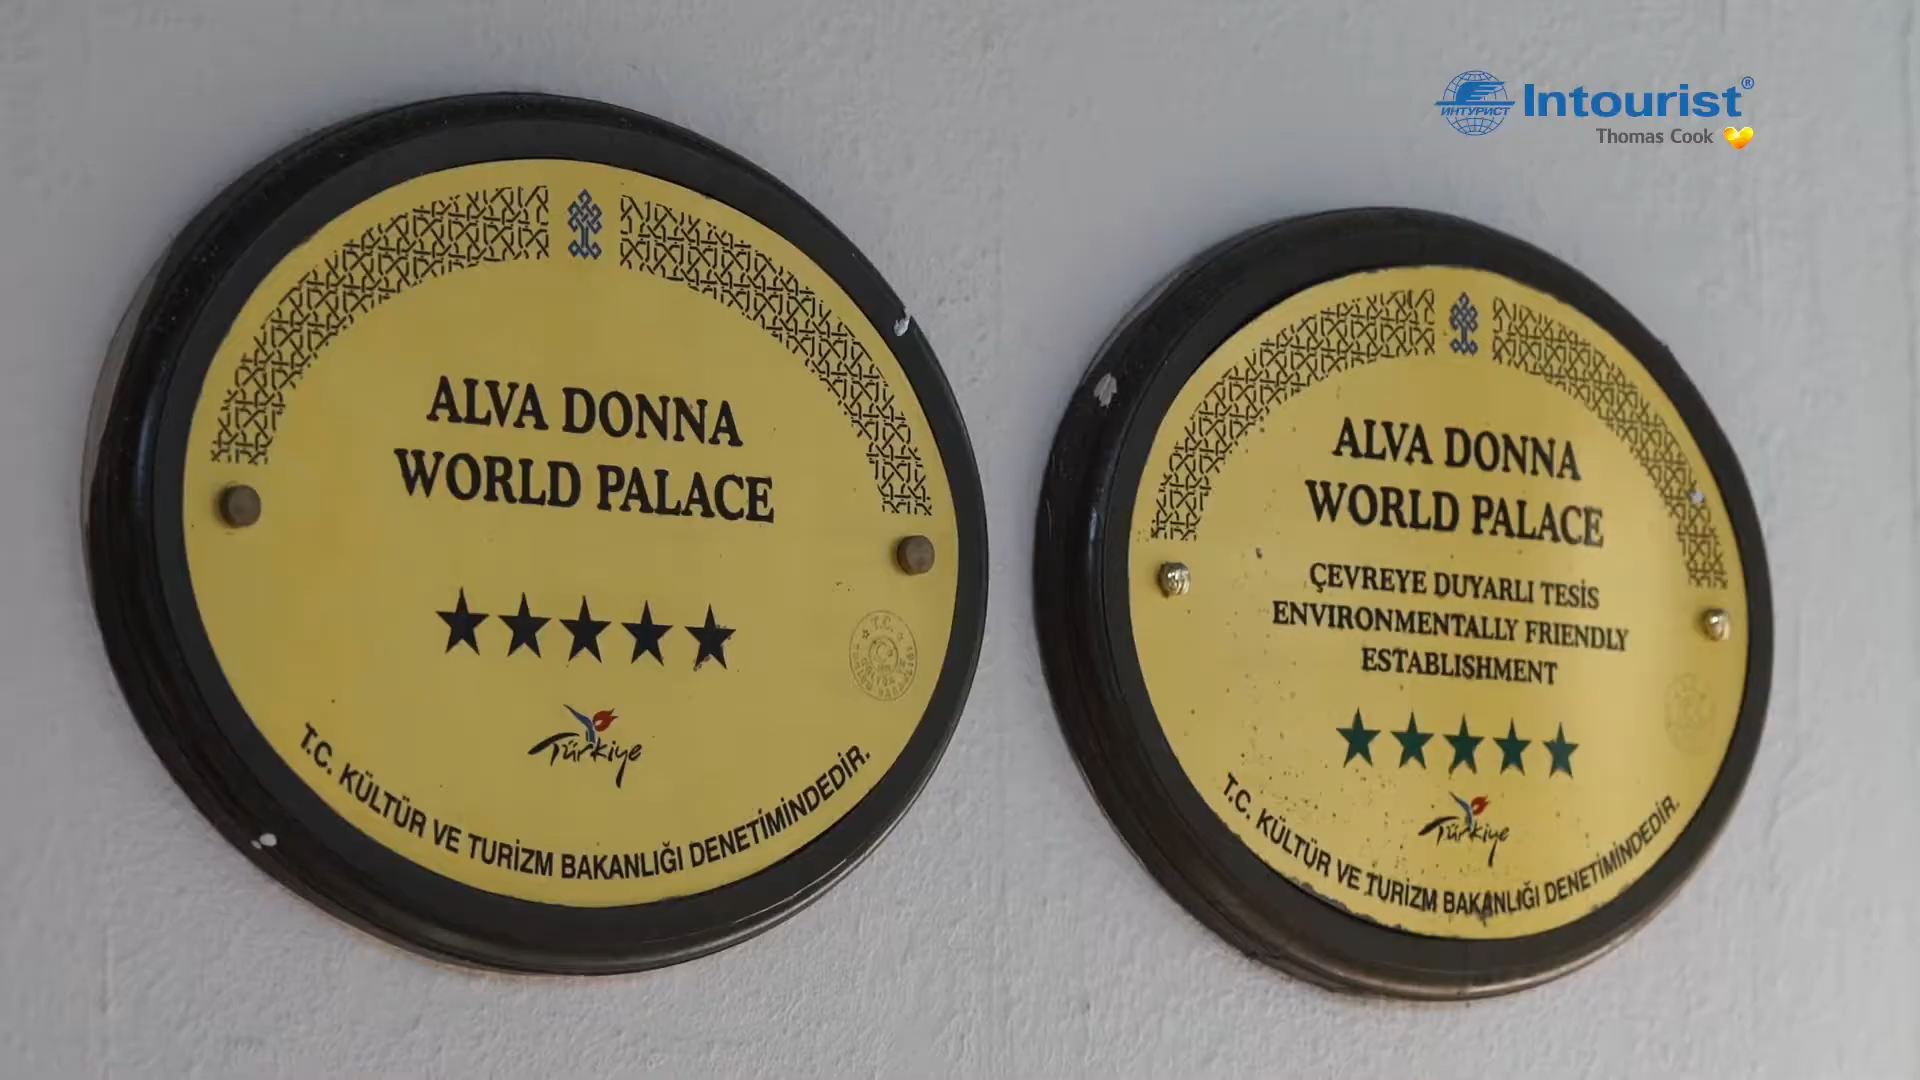 ALVA DONNA
WORLD PALACE
Türkiye
T.C. KÜLTÜR VE TURİZM BAKANLIĞI DENETİMİNDEDİR.
ALVA DONNA
WORLD PALACE
ÇEVREYE DUYARLI TESİS
ENVIRONMENTALLY FRIENDLY
ESTABLISHMENT
Türkiye
T.C. KÜLTÜR VE TURİZM BAKANLIĞI DENETİMİNDEDİR.
ИНТУРИСТ
Intourist®
Thomas Cook